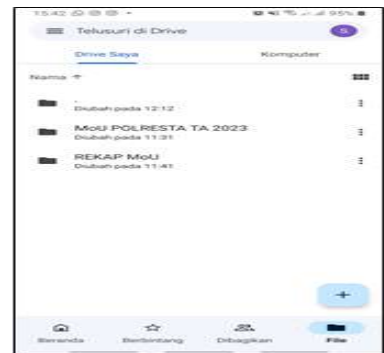 15.42
95%
Telusuri di Drive
S
Drive Saya
Komputer
Nama ↑
.
Diubah pada 12.12
MoU POLRESTA TA 2023
Diubah pada 11.31
REKAP MoU
Diubah pada 11.41
+
Beranda
Berbintang
Dibagikan
File